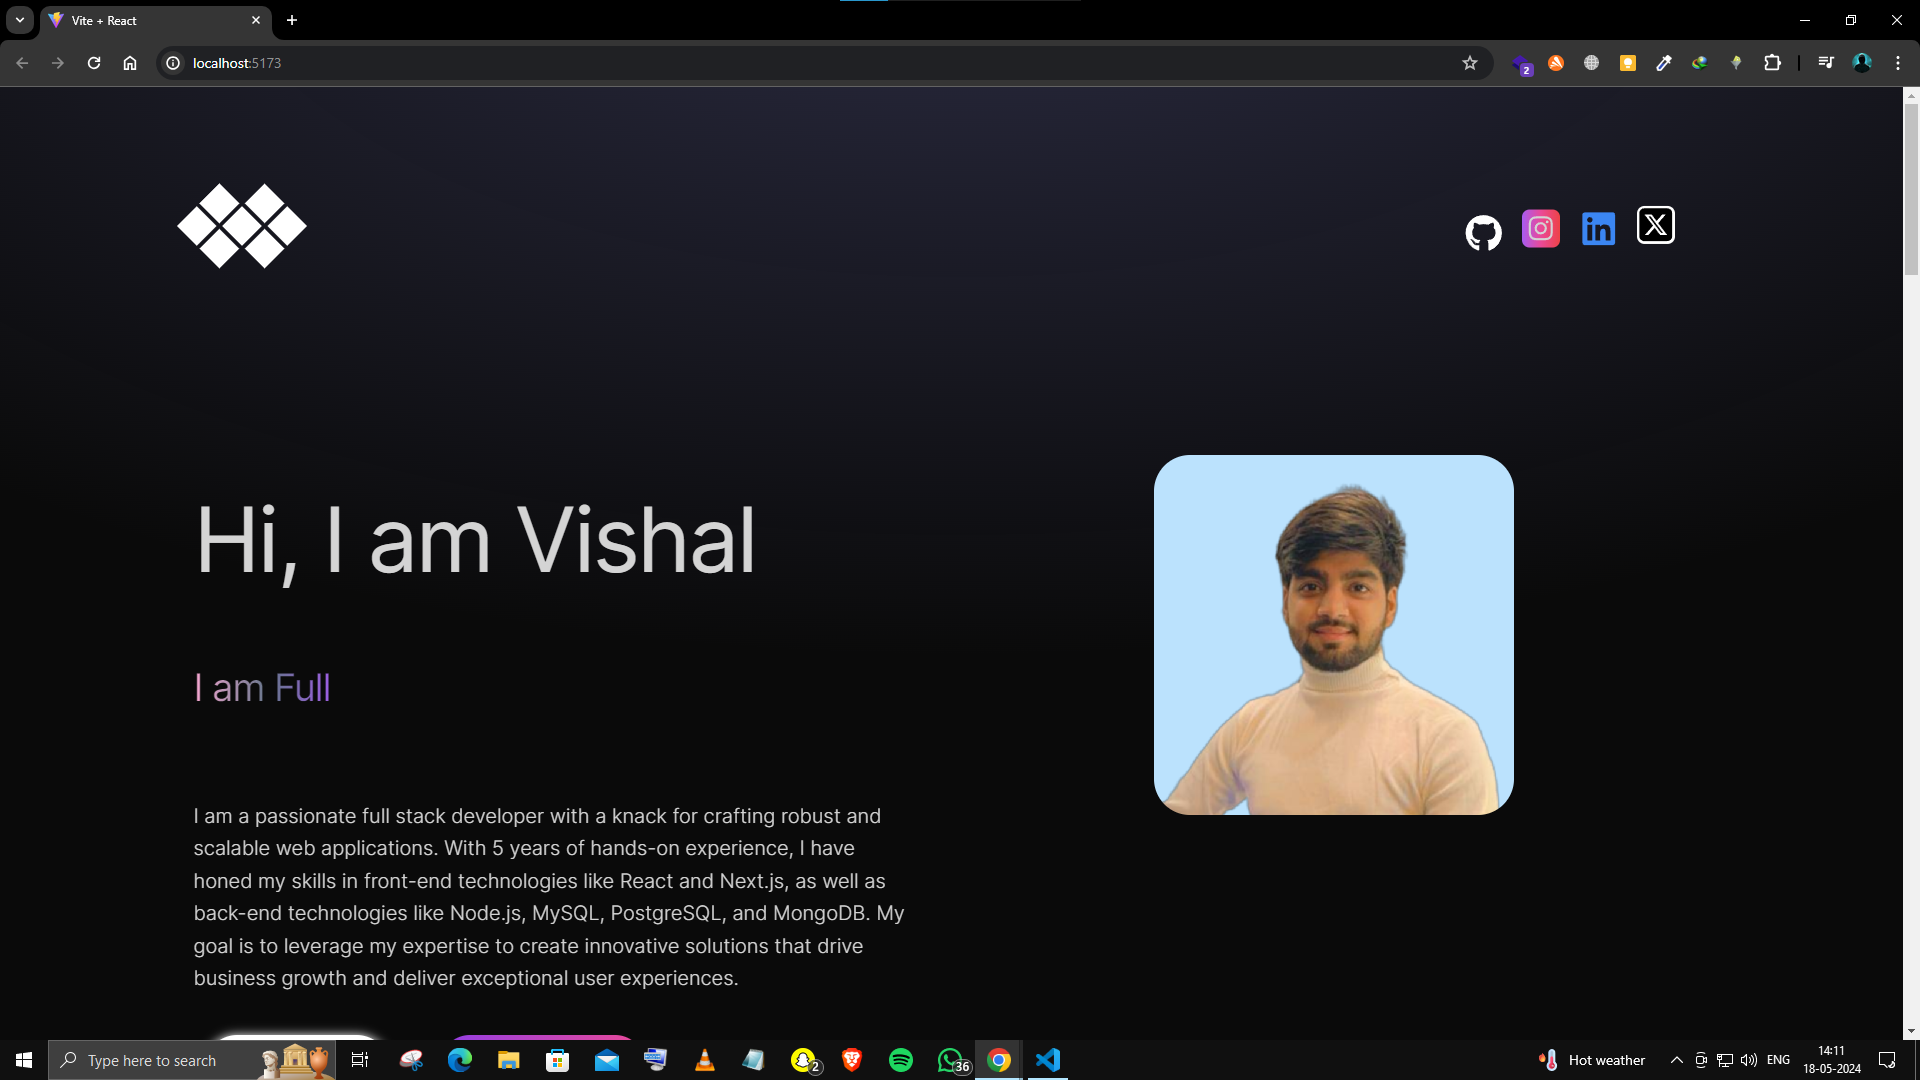 Vite + React
localhost:5173
2
Hi, I am Vishal
I am Full
I am a passionate full stack developer with a knack for crafting robust and
scalable web applications. With 5 years of hands-on experience, I have
honed my skills in front-end technologies like React and Next.js, as well as
back-end technologies like Node.js, MySQL, PostgreSQL, and MongoDB. My
goal is to leverage my expertise to create innovative solutions that drive
business growth and deliver exceptional user experiences.
Type here to search
2
36
Hot weather
ENG
14:11
18-05-2024